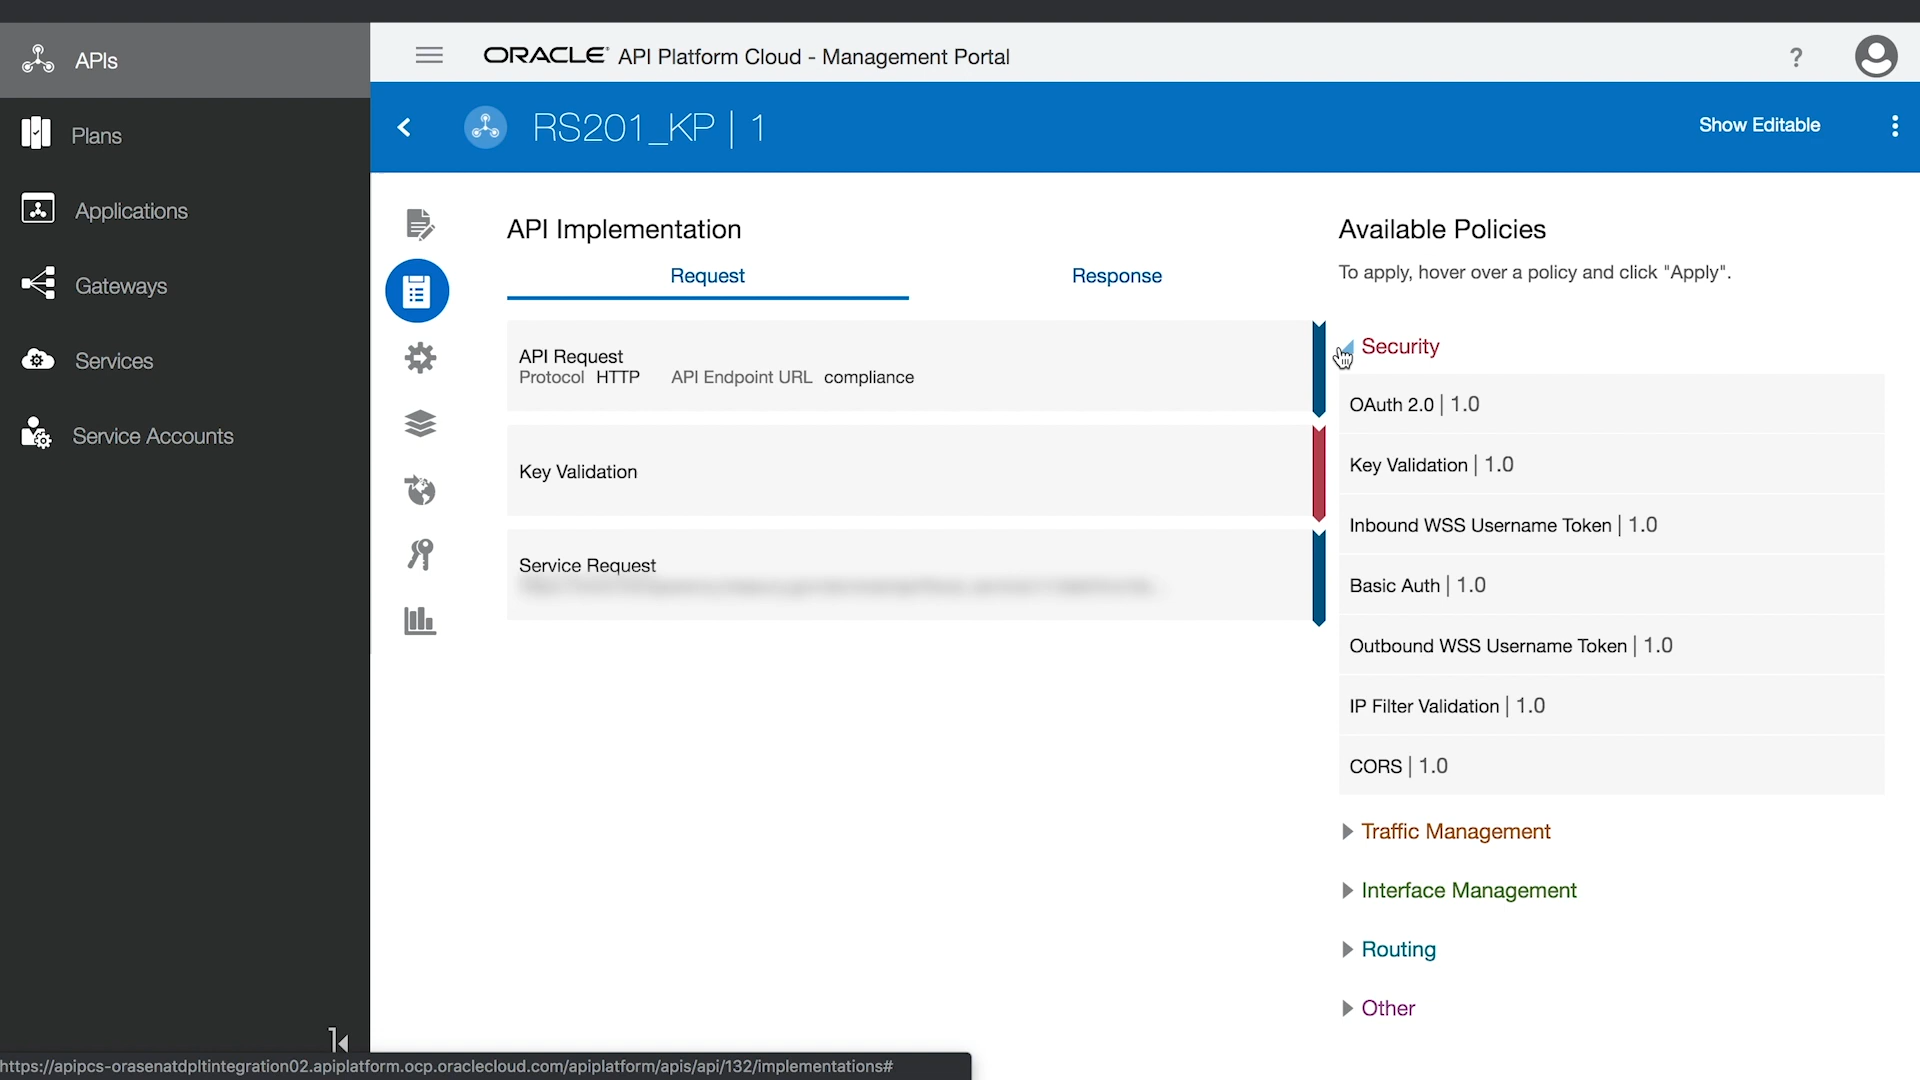 APIs
Plans
Applications
Gateways
Services
Service Accounts
ORACLE® API Platform Cloud - Management Portal
?
RS201_KP | 1
Show Editable
API Implementation
Request
Response
API Request
Protocol HTTP API Endpoint URL compliance
Key Validation
Service Request
Available Policies
To apply, hover over a policy and click "Apply".
Security
OAuth 2.0 | 1.0
Key Validation | 1.0
Inbound WSS Username Token | 1.0
Basic Auth | 1.0
Outbound WSS Username Token | 1.0
IP Filter Validation | 1.0
CORS | 1.0
Traffic Management
Interface Management
Routing
Other
https://apipcs-orasenatdpltintegration02.apiplatform.ocp.oraclecloud.com/apiplatform/apis/api/132/implementations#